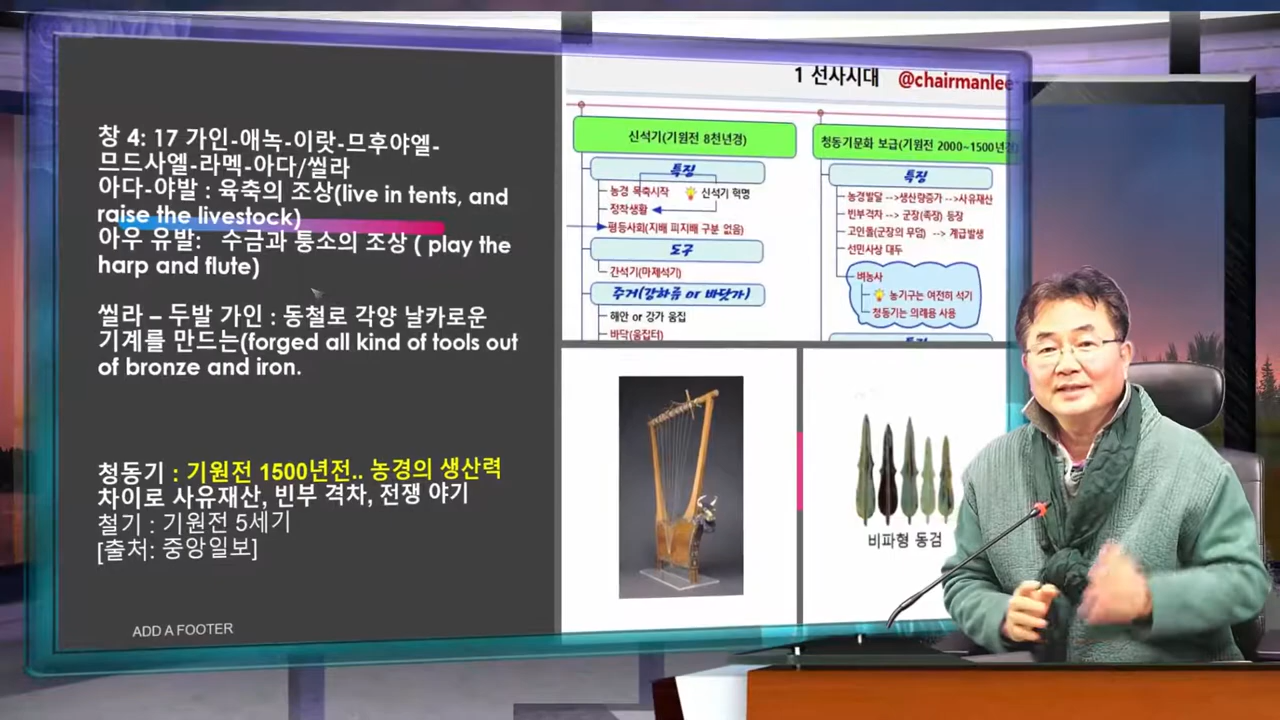 창 4: 17 가인-애녹-이랏-므후야엘-
므드사엘-라멕-아다/씰라
아다-야발 : 육축의 조상(live in tents, and
raise the livestock)
아우 유발: 수금과 퉁소의 조상 ( play the
harp and flute)
씰라 – 두발 가인 : 동철로 각양 날카로운
기계를 만드는(forged all kind of tools out
of bronze and iron.
청동기 : 기원전 1500년전.. 농경의 생산력
차이로 사유재산, 빈부 격차, 전쟁 야기
철기 : 기원전 5세기
[출처: 중앙일보]
ADD A FOOTER
1 선사시대 @chairmanlee
신석기(기원전 8천년경)
특징
농경 목축시작 신석기 혁명
정착생활
평등사회(지배 피지배 구분 없음)
도구
간석기(마제석기)
주거(강하류 or 바닷가)
해안 or 강가 움집
바닥(움집터)
청동기문화 보급(기원전 2000~1500년경)
특징
농경발달 -->생산량증가 -->사유재산
빈부격차 --> 군장(족장) 등장
고인돌(군장의 무덤) --> 계급발생
선민사상 대두
벼농사
농기구는 여전히 석기
청동기는 의례용 사용
비파형 동검